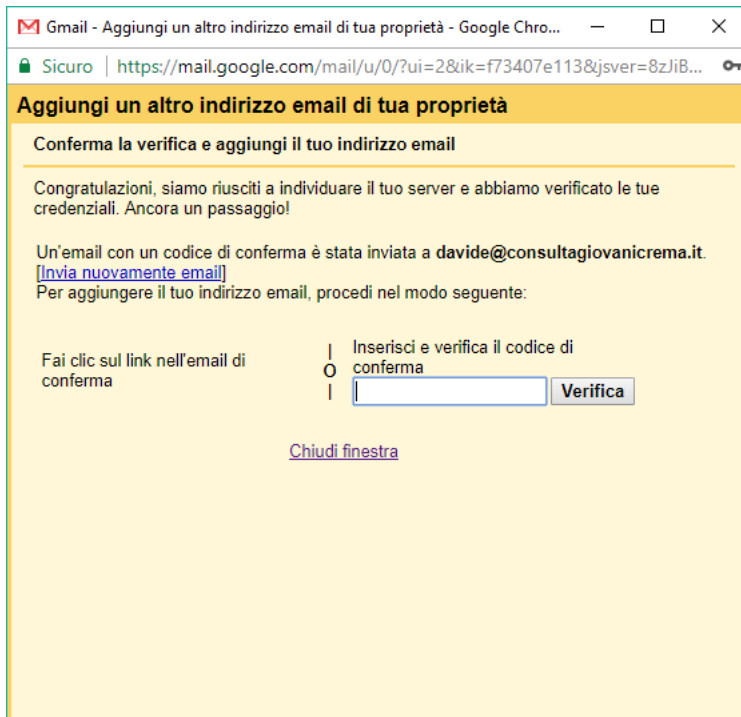 Gmail - Aggiungi un altro indirizzo email di tua proprietà - Google Chro...
Sicuro | https://mail.google.com/mail/u/0/?ui=2&ik=f73407e113&jsver=8zJiB...
Aggiungi un altro indirizzo email di tua proprietà
Conferma la verifica e aggiungi il tuo indirizzo email
Congratulazioni, siamo riusciti a individuare il tuo server e abbiamo verificato le tue
credenziali. Ancora un passaggio!
Un'email con un codice di conferma è stata inviata a davide@consultagiovanicrema.it.
[Invia nuovamente email]
Per aggiungere il tuo indirizzo email, procedi nel modo seguente:
Fai clic sul link nell'email di
conferma
|
O
|
Inserisci e verifica il codice di
conferma
Verifica
Chiudi finestra